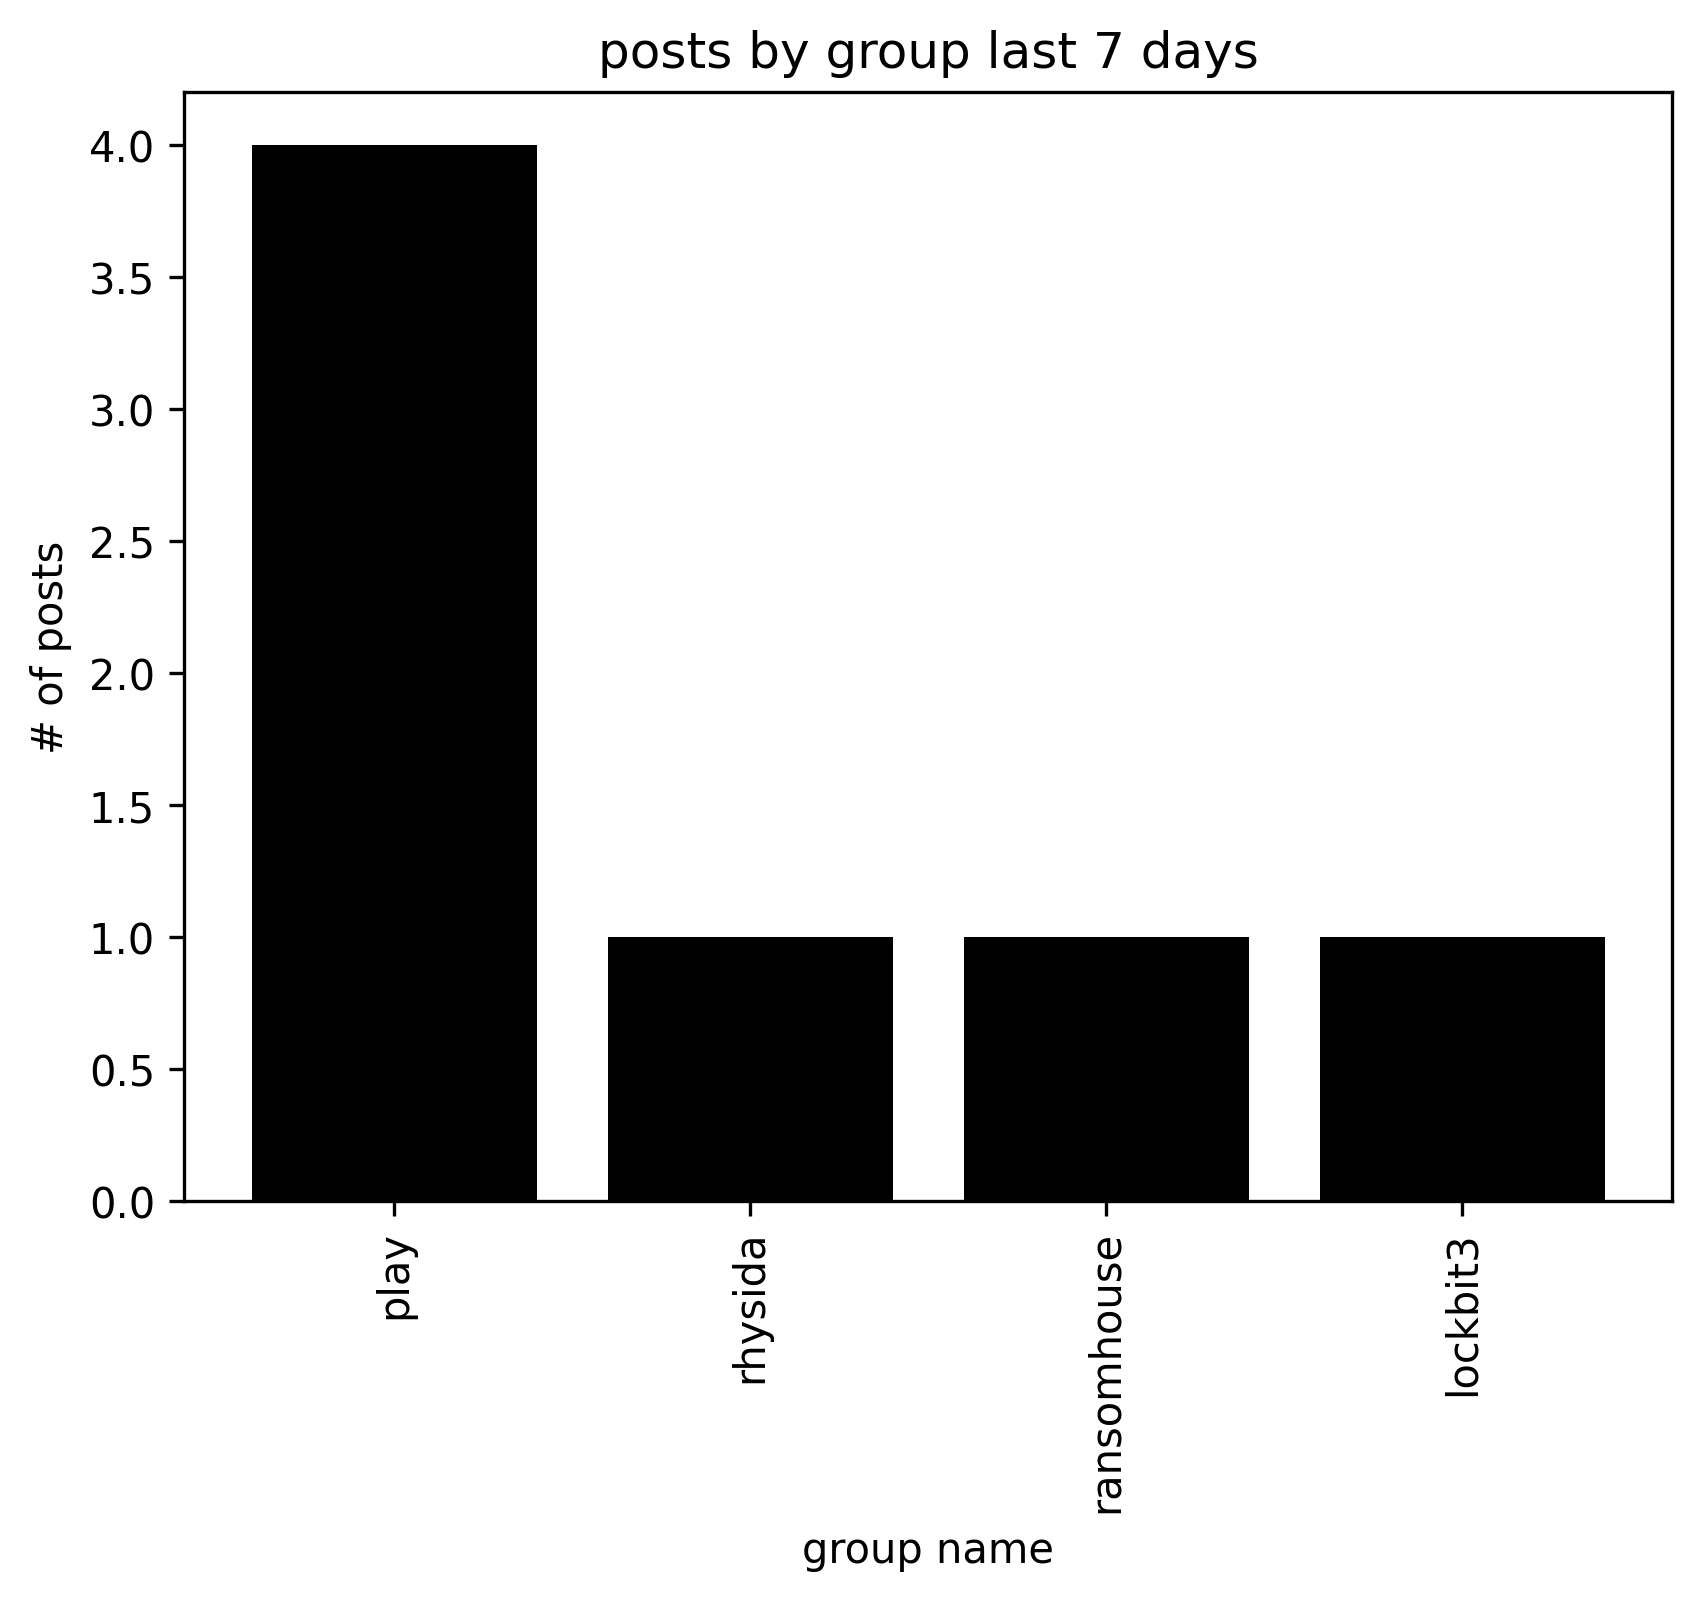 posts by group last 7 days
# of posts
4.0
3.5
3.0
2.5
2.0
1.5
1.0
0.5
0.0
play
rhysida
ransomhouse
lockbit3
group name